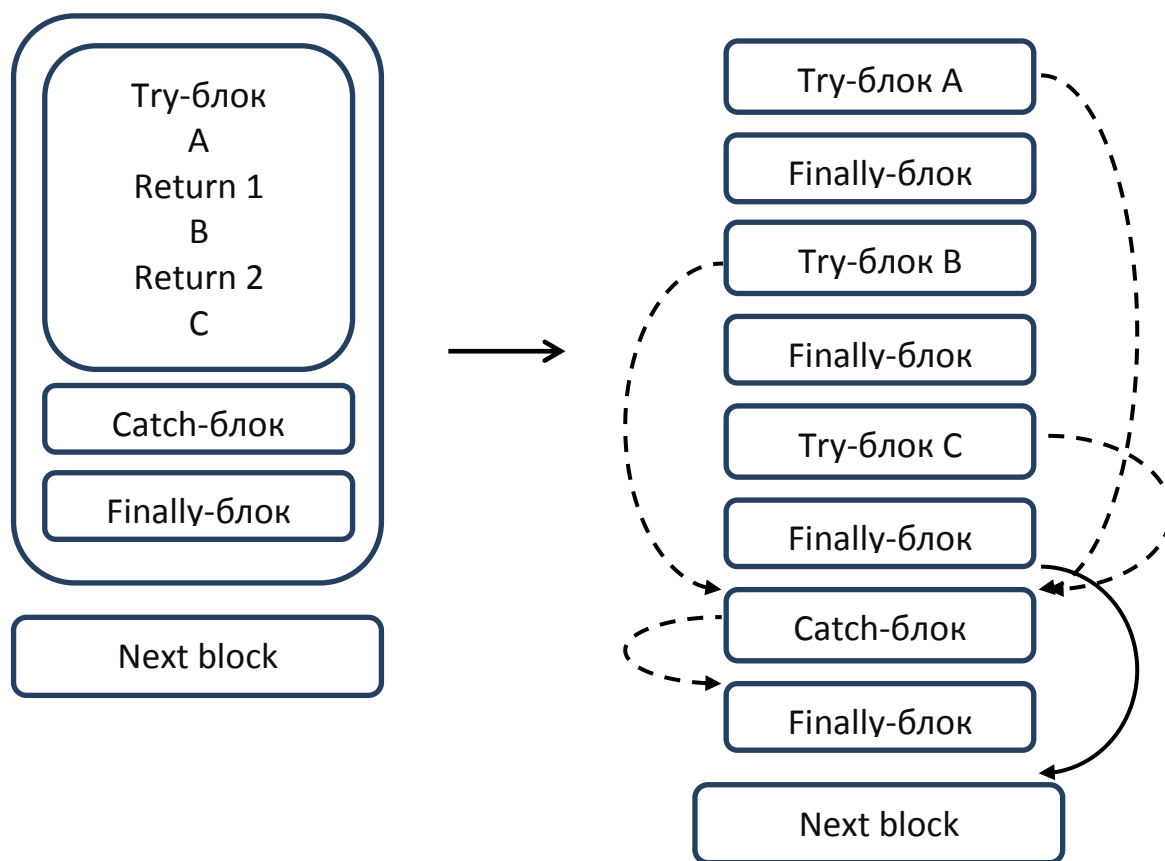 Try-блок
A
Return 1
B
Return 2
C
Catch-блок
Finally-блок
Next block
Try-блок A
Finally-блок
Try-блок B
Finally-блок
Try-блок C
Finally-блок
Catch-блок
Finally-блок
Next block